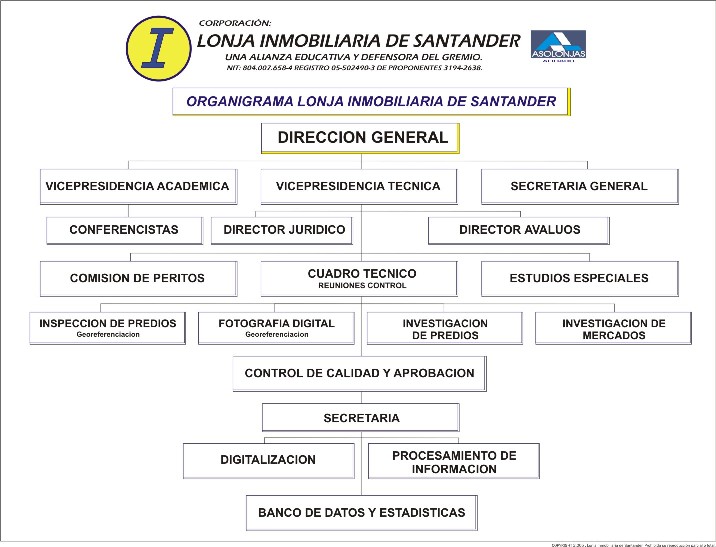 CORPORACIÓN:
I
LONJA INMOBILIARIA DE SANTANDER
UNA ALIANZA EDUCATIVA Y DEFENSORA DEL GREMIO.
NIT: 804.007.658-4 REGISTRO 05-502490-3 DE PROPONENTES 3194-2638.
ASOLONJAS
ORGANIGRAMA LONJA INMOBILIARIA DE SANTANDER
DIRECCION GENERAL
VICEPRESIDENCIA ACADEMICA
VICEPRESIDENCIA TECNICA
SECRETARIA GENERAL
CONFERENCISTAS
DIRECTOR JURIDICO
DIRECTOR AVALUOS
COMISION DE PERITOS
CUADRO TECNICO
REUNIONES CONTROL
ESTUDIOS ESPECIALES
INSPECCION DE PREDIOS
Georeferenciacion
FOTOGRAFIA DIGITAL
Georeferenciacion
INVESTIGACION
DE PREDIOS
INVESTIGACION DE
MERCADOS
CONTROL DE CALIDAD Y APROBACION
SECRETARIA
DIGITALIZACION
PROCESAMIENTO DE
INFORMACION
BANCO DE DATOS Y ESTADISTICAS